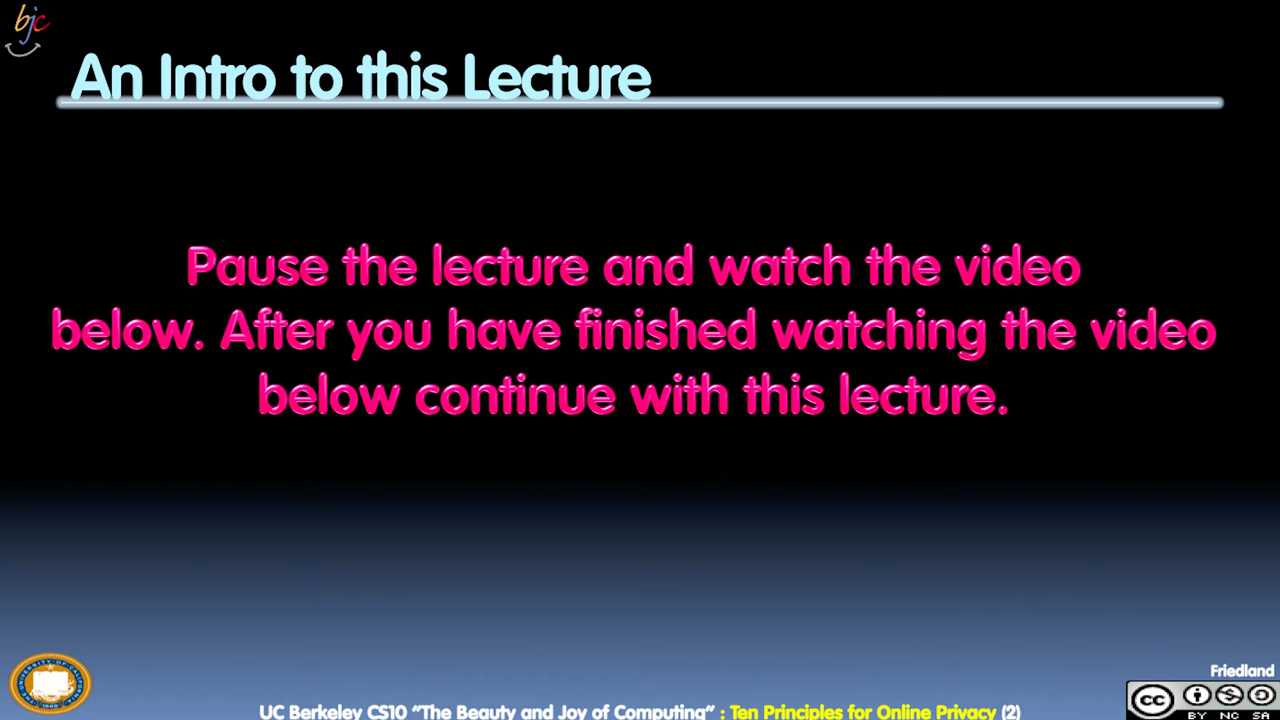 bjc
An Intro to this Lecture
Pause the lecture and watch the video
below. After you have finished watching the video
below continue with this lecture.
Friedland
UC Berkeley CS10 "The Beauty and Joy of Computing" : Ten Principles for Online Privacy (2)
cc
BY NC SA